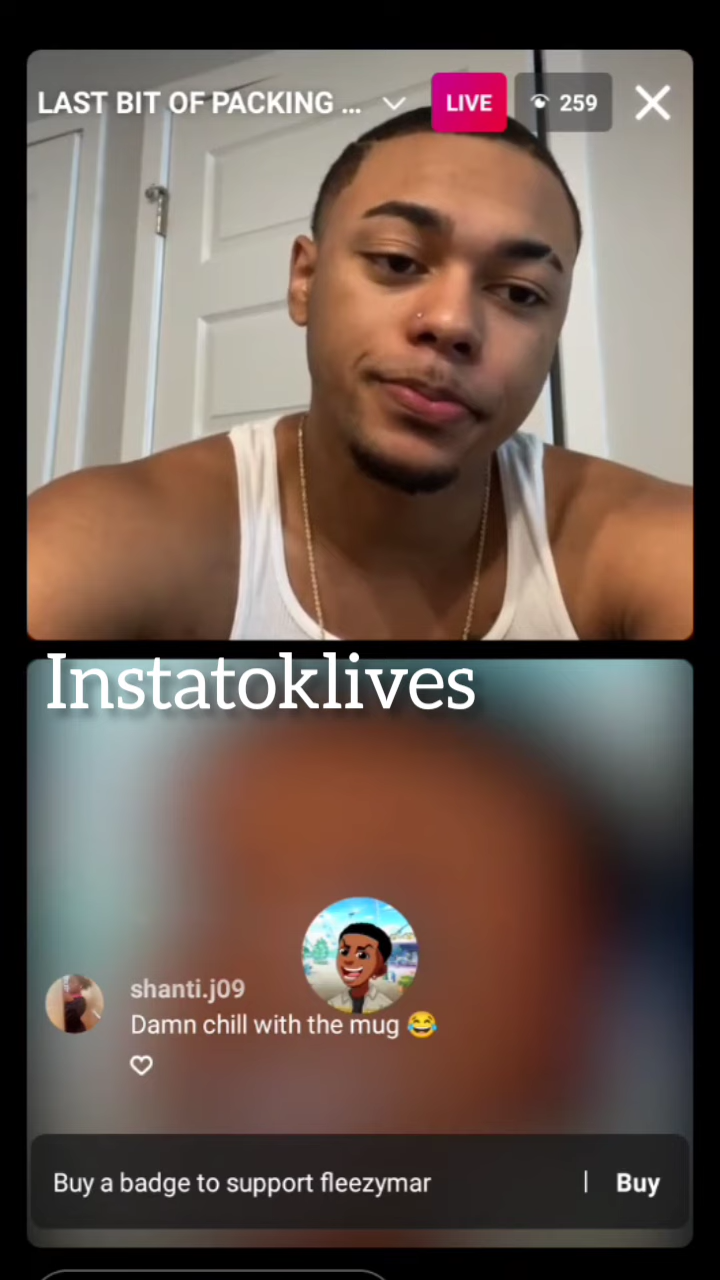 LAST BIT OF PACKING ...
LIVE
259
Instatoklives
shanti.j09
Damn chill with the mug 😂
Buy a badge to support fleezymar
Buy